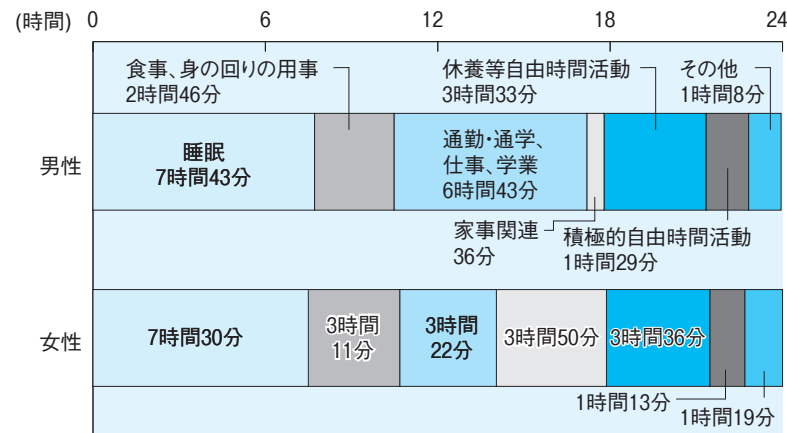 (時間) 0 6 12 18 24
食事、身の回りの用事
2時間46分
休養等自由時間活動
3時間33分
その他
1時間8分
男性
睡眠
7時間43分
通勤・通学、
仕事、学業
6時間43分
家事関連
36分
積極的自由時間活動
1時間29分
女性
7時間30分
3時間
11分
3時間
22分
3時間50分
3時間36分
1時間13分
1時間19分